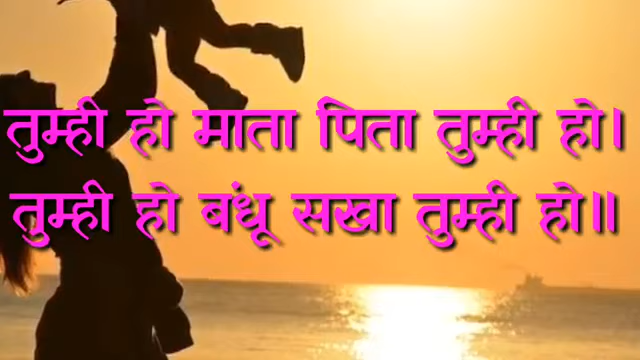 तुम्ही हो माता पिता तुम्ही हो।
तुम्ही हो बंधू सखा तुम्ही हो॥